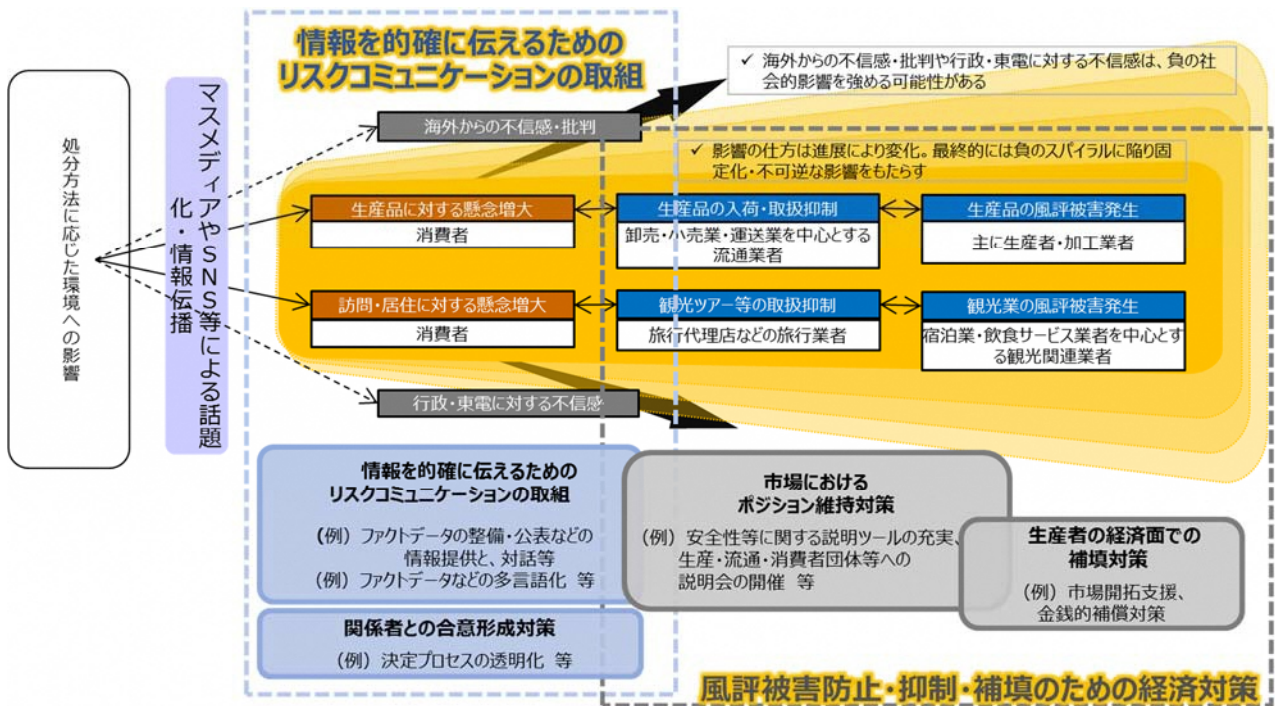 情報を的確に伝えるための
リスクコミュニケーションの取組
✓ 海外からの不信感・批判や行政・東電に対する不信感は、負の社
会的影響を強める可能性がある
処分方法に応じた環境への影響
マスメディアやSNS等による話題
化・情報伝播
海外からの不信感・批判
✓ 影響の仕方は進展により変化。最終的には負のスパイラルに陥り固
定化・不可逆な影響をもたらす
生産品に対する懸念増大
消費者
生産品の入荷・取扱抑制
卸売・小売業・運送業を中心とする
流通業者
生産品の風評被害発生
主に生産者・加工業者
訪問・居住に対する懸念増大
消費者
観光ツアー等の取扱抑制
旅行代理店などの旅行業者
観光業の風評被害発生
宿泊業・飲食サービス業者を中心とす
る観光関連業者
行政・東電に対する不信感
情報を的確に伝えるための
リスクコミュニケーションの取組
（例）ファクトデータの整備・公表などの
情報提供と、対話等
（例）ファクトデータなどの多言語化 等
関係者との合意形成対策
（例）決定プロセスの透明化 等
市場における
ポジション維持対策
（例）安全性等に関する説明ツールの充実、
生産・流通・消費者団体等への
説明会の開催 等
生産者の経済面での
補填対策
（例）市場開拓支援、
金銭的補償対策
風評被害防止・抑制・補填のための経済対策